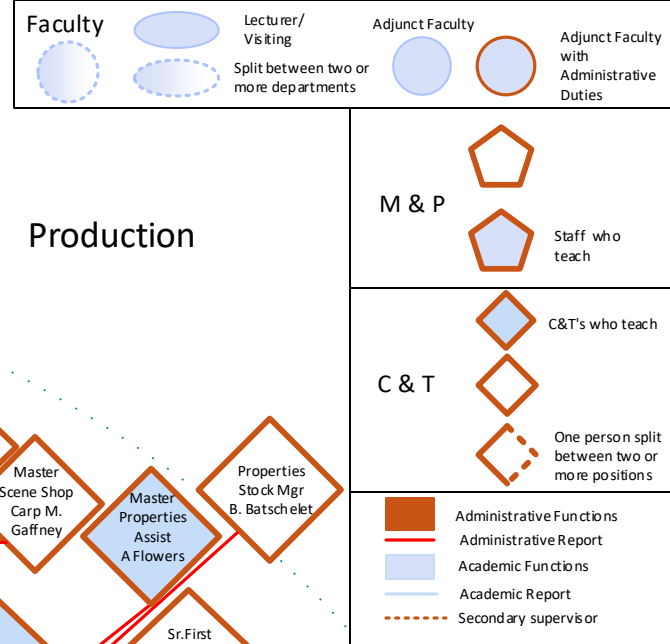 Faculty
Lecturer/
Visiting
Split between two or
more departments
Adjunct Faculty
Adjunct Faculty
with
Administrative
Duties
Production
M & P
Staff who
teach
C&T's who teach
C & T
One person split
between two or
more positions
Administrative Functions
Administrative Report
Academic Functions
Academic Report
Secondary supervisor
Master
Scene Shop
Carp M.
Gaffney
Master
Properties
Assist
A Flowers
Properties
Stock Mgr
B. Batschelet
Sr.First